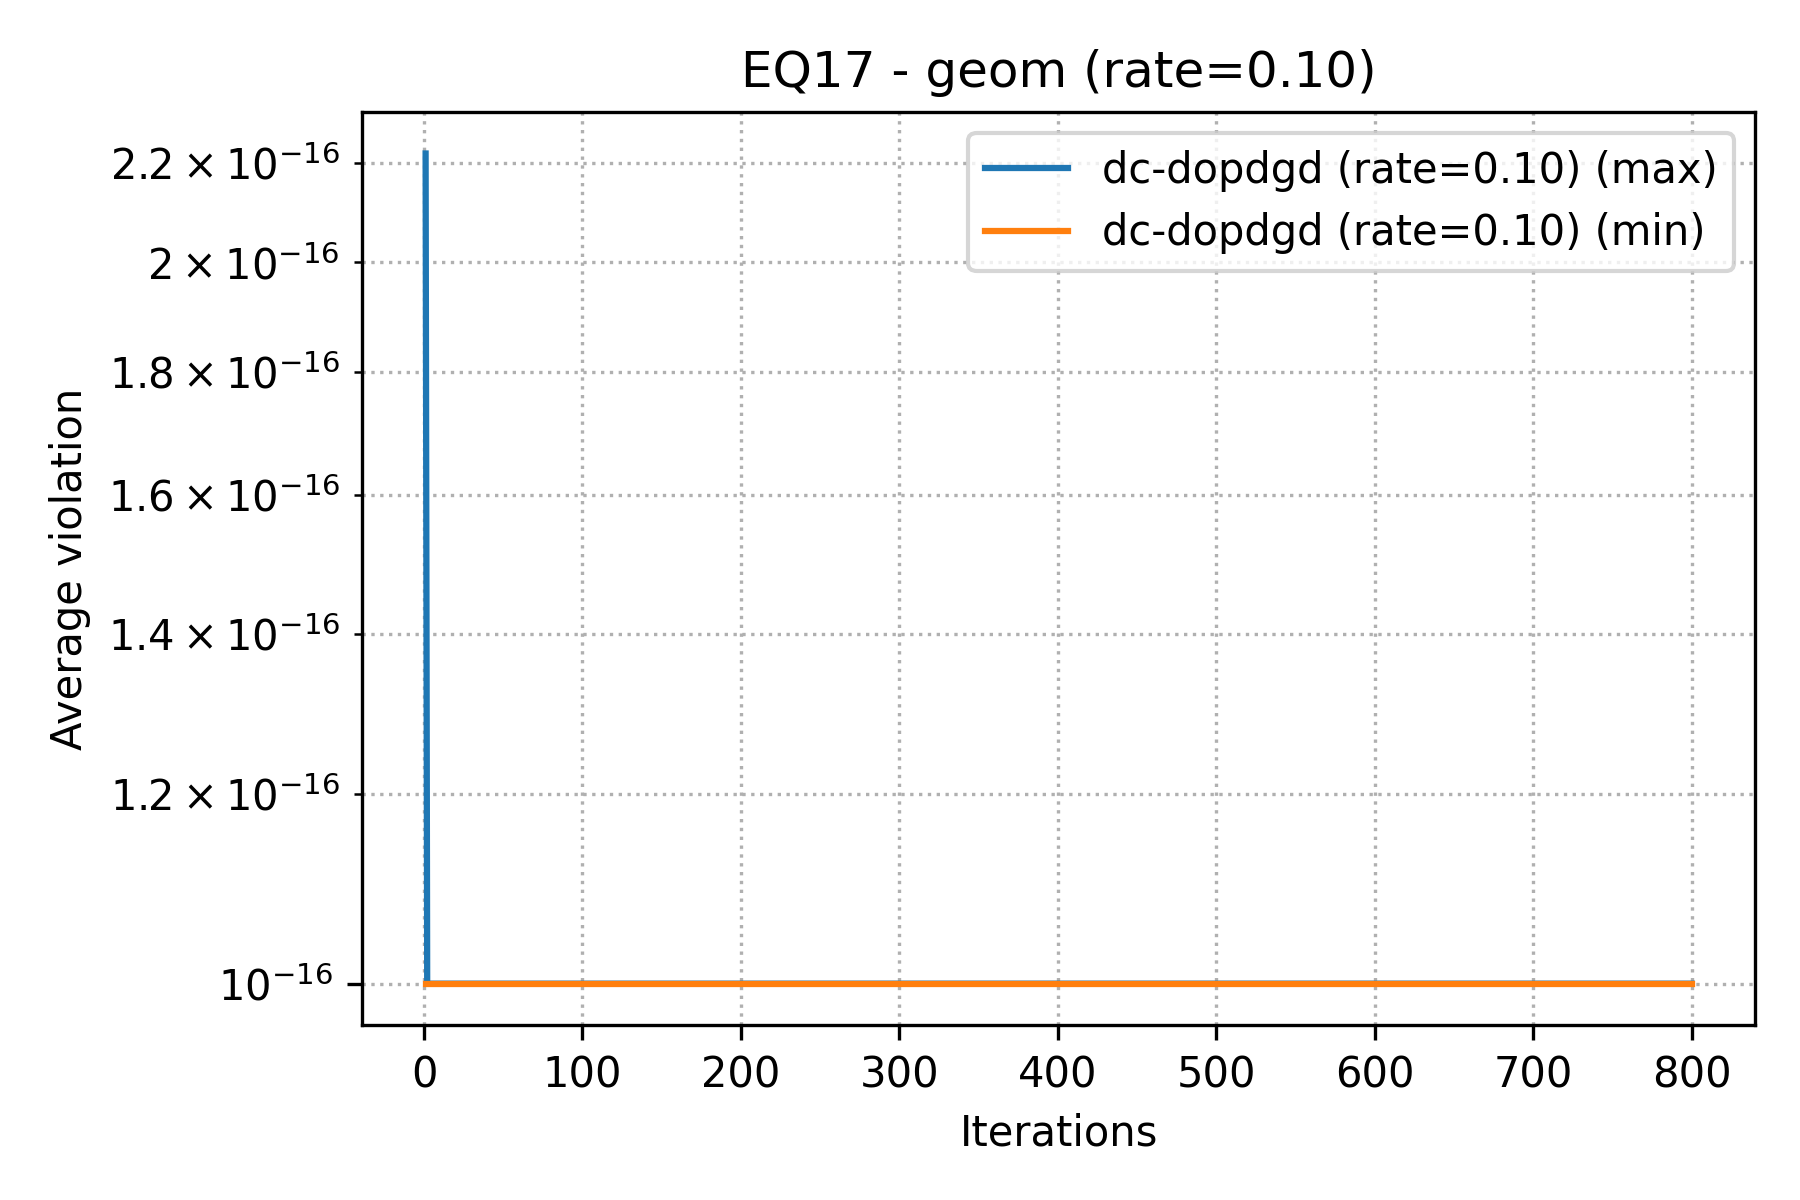 EQ17 - geom (rate=0.10)
dc-dopdgd (rate=0.10) (max)
dc-dopdgd (rate=0.10) (min)
Average violation
2.2 × 10⁻¹⁶
2 × 10⁻¹⁶
1.8 × 10⁻¹⁶
1.6 × 10⁻¹⁶
1.4 × 10⁻¹⁶
1.2 × 10⁻¹⁶
10⁻¹⁶
0 100 200 300 400 500 600 700 800
Iterations